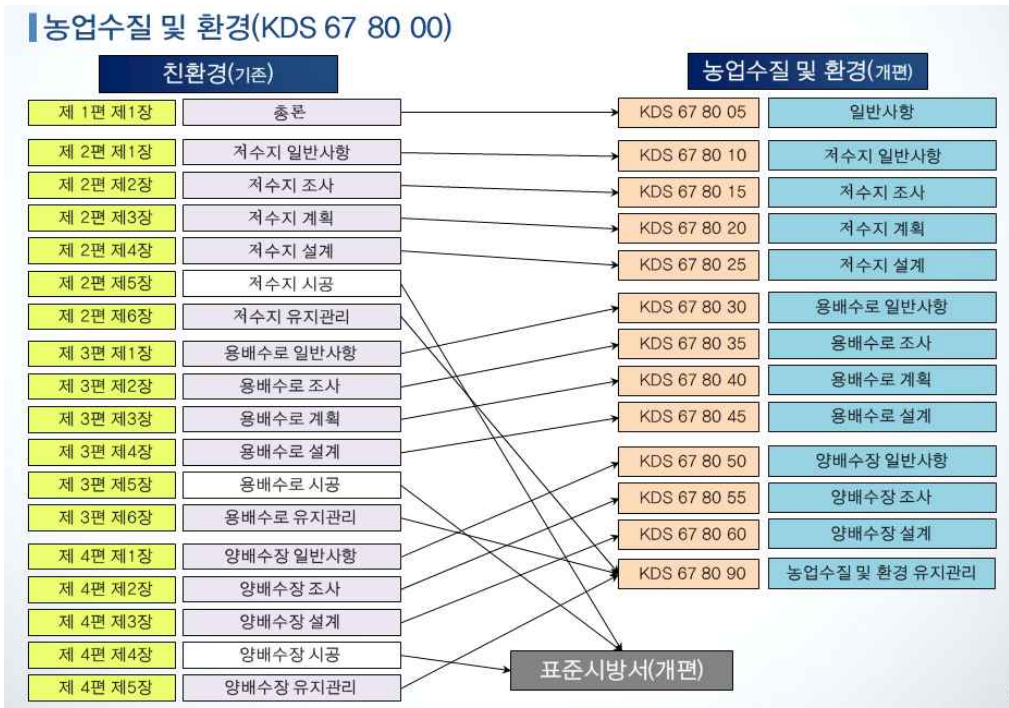 농업수질 및 환경(KDS 67 80 00)
친환경(기존)
제 1편 제1장 총론
제 2편 제1장 저수지 일반사항
제 2편 제2장 저수지 조사
제 2편 제3장 저수지 계획
제 2편 제4장 저수지 설계
제 2편 제5장 저수지 시공
제 2편 제6장 저수지 유지관리
제 3편 제1장 용배수로 일반사항
제 3편 제2장 용배수로 조사
제 3편 제3장 용배수로 계획
제 3편 제4장 용배수로 설계
제 3편 제5장 용배수로 시공
제 3편 제6장 용배수로 유지관리
제 4편 제1장 양배수장 일반사항
제 4편 제2장 양배수장 조사
제 4편 제3장 양배수장 설계
제 4편 제4장 양배수장 시공
제 4편 제5장 양배수장 유지관리
농업수질 및 환경(개편)
KDS 67 80 05 일반사항
KDS 67 80 10 저수지 일반사항
KDS 67 80 15 저수지 조사
KDS 67 80 20 저수지 계획
KDS 67 80 25 저수지 설계
KDS 67 80 30 용배수로 일반사항
KDS 67 80 35 용배수로 조사
KDS 67 80 40 용배수로 계획
KDS 67 80 45 용배수로 설계
KDS 67 80 50 양배수장 일반사항
KDS 67 80 55 양배수장 조사
KDS 67 80 60 양배수장 설계
KDS 67 80 90 농업수질 및 환경 유지관리
표준시방서(개편)